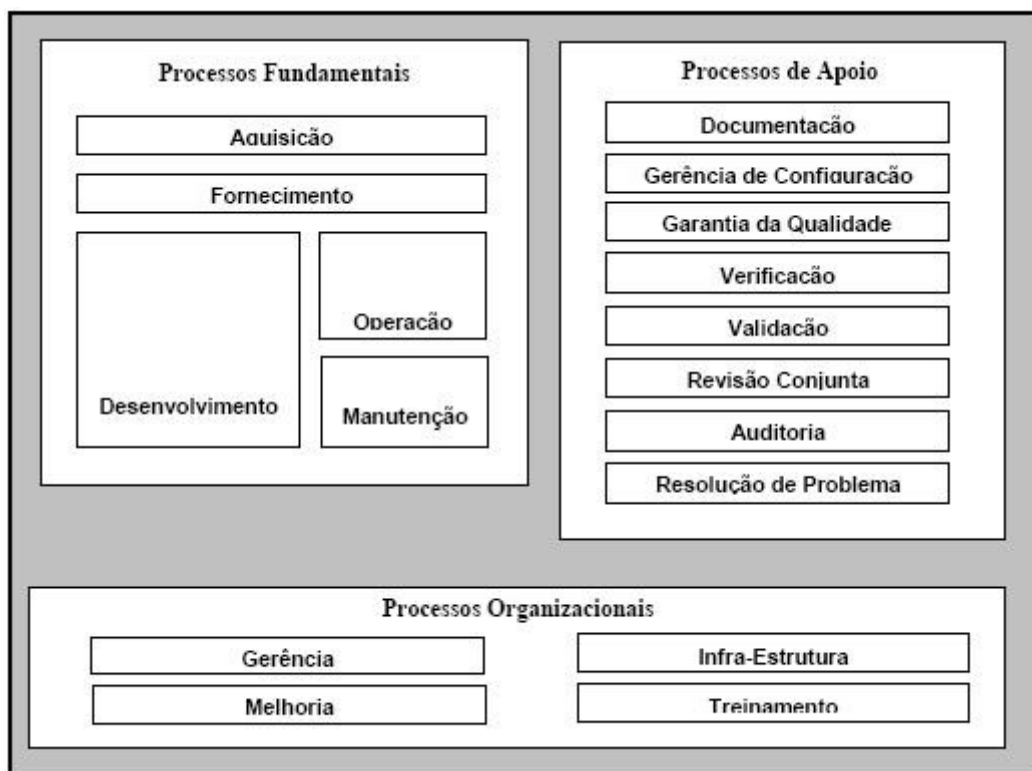 Processos Fundamentais
Aquisição
Fornecimento
Desenvolvimento
Operação
Manutenção
Processos de Apoio
Documentação
Gerência de Configuração
Garantia da Qualidade
Verificação
Validação
Revisão Conjunta
Auditoria
Resolução de Problema
Processos Organizacionais
Gerência
Melhoria
Infra-Estrutura
Treinamento